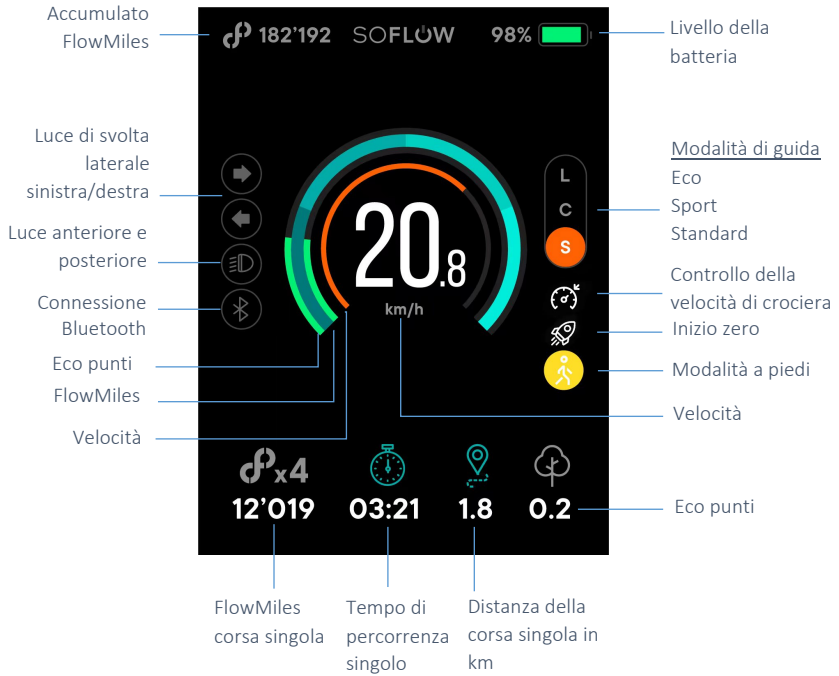 Accumulato
FlowMiles
182’192
SOFLOW
98%
Livello della
batteria
Luce di svolta
laterale
sinistra/destra
Luce anteriore e
posteriore
Connessione
Bluetooth
Eco punti
FlowMiles
Velocità
20.8
km/h
L
C
S
Modalità di guida
Eco
Sport
Standard
Controllo della
velocità di crociera
Inizio zero
Modalità a piedi
Velocità
x4
12’019
03:21
1.8
0.2
Eco punti
FlowMiles
corsa singola
Tempo di
percorrenza
singolo
Distanza della
corsa singola in
km